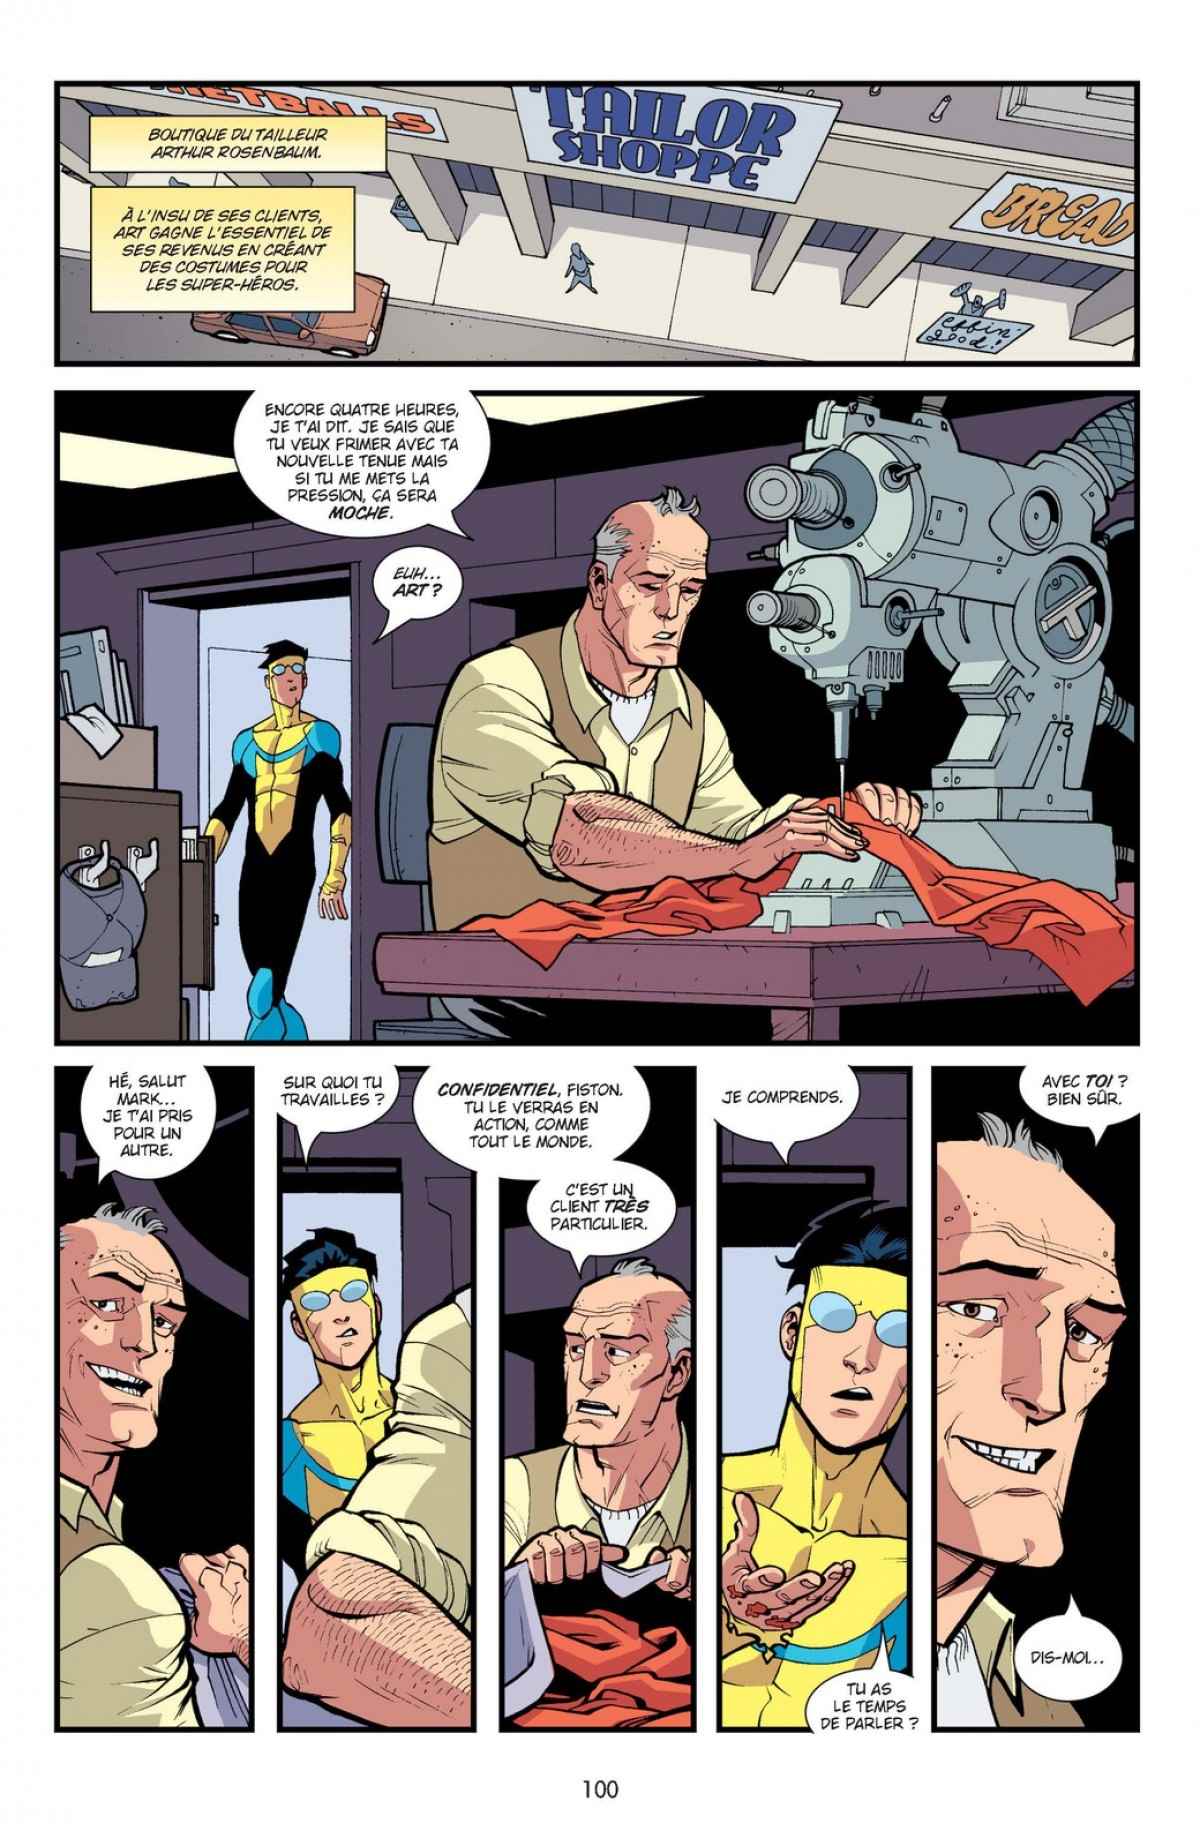 METBALLS
BOUTIQUE DU TAILLEUR
ARTHUR ROSENBAUM.
TAILOR
SHOPPE
BREAD
À L'INSU DE SES CLIENTS,
ART GAGNE L'ESSENTIEL DE
SES REVENUS EN CRÉANT
DES COSTUMES POUR
LES SUPER-HÉROS.
effin'
good!
ENCORE QUATRE HEURES,
JE T'AI DIT. JE SAIS QUE
TU VEUX FRIMER AVEC TA
NOUVELLE TENUE MAIS
SI TU ME METS LA
PRESSION, ÇA SERA
MOCHE.
EUH...
ART ?
HÉ, SALUT
MARK...
JE T'AI PRIS
POUR UN
AUTRE.
SUR QUOI TU
TRAVAILLES ?
CONFIDENTIEL, FISTON.
TU LE VERRAS EN
ACTION, COMME
TOUT LE MONDE.
C'EST UN
CLIENT TRÈS
PARTICULIER.
JE COMPRENDS.
TU AS
LE TEMPS
DE PARLER ?
AVEC TOI ?
BIEN SÛR.
DIS-MOI...
100